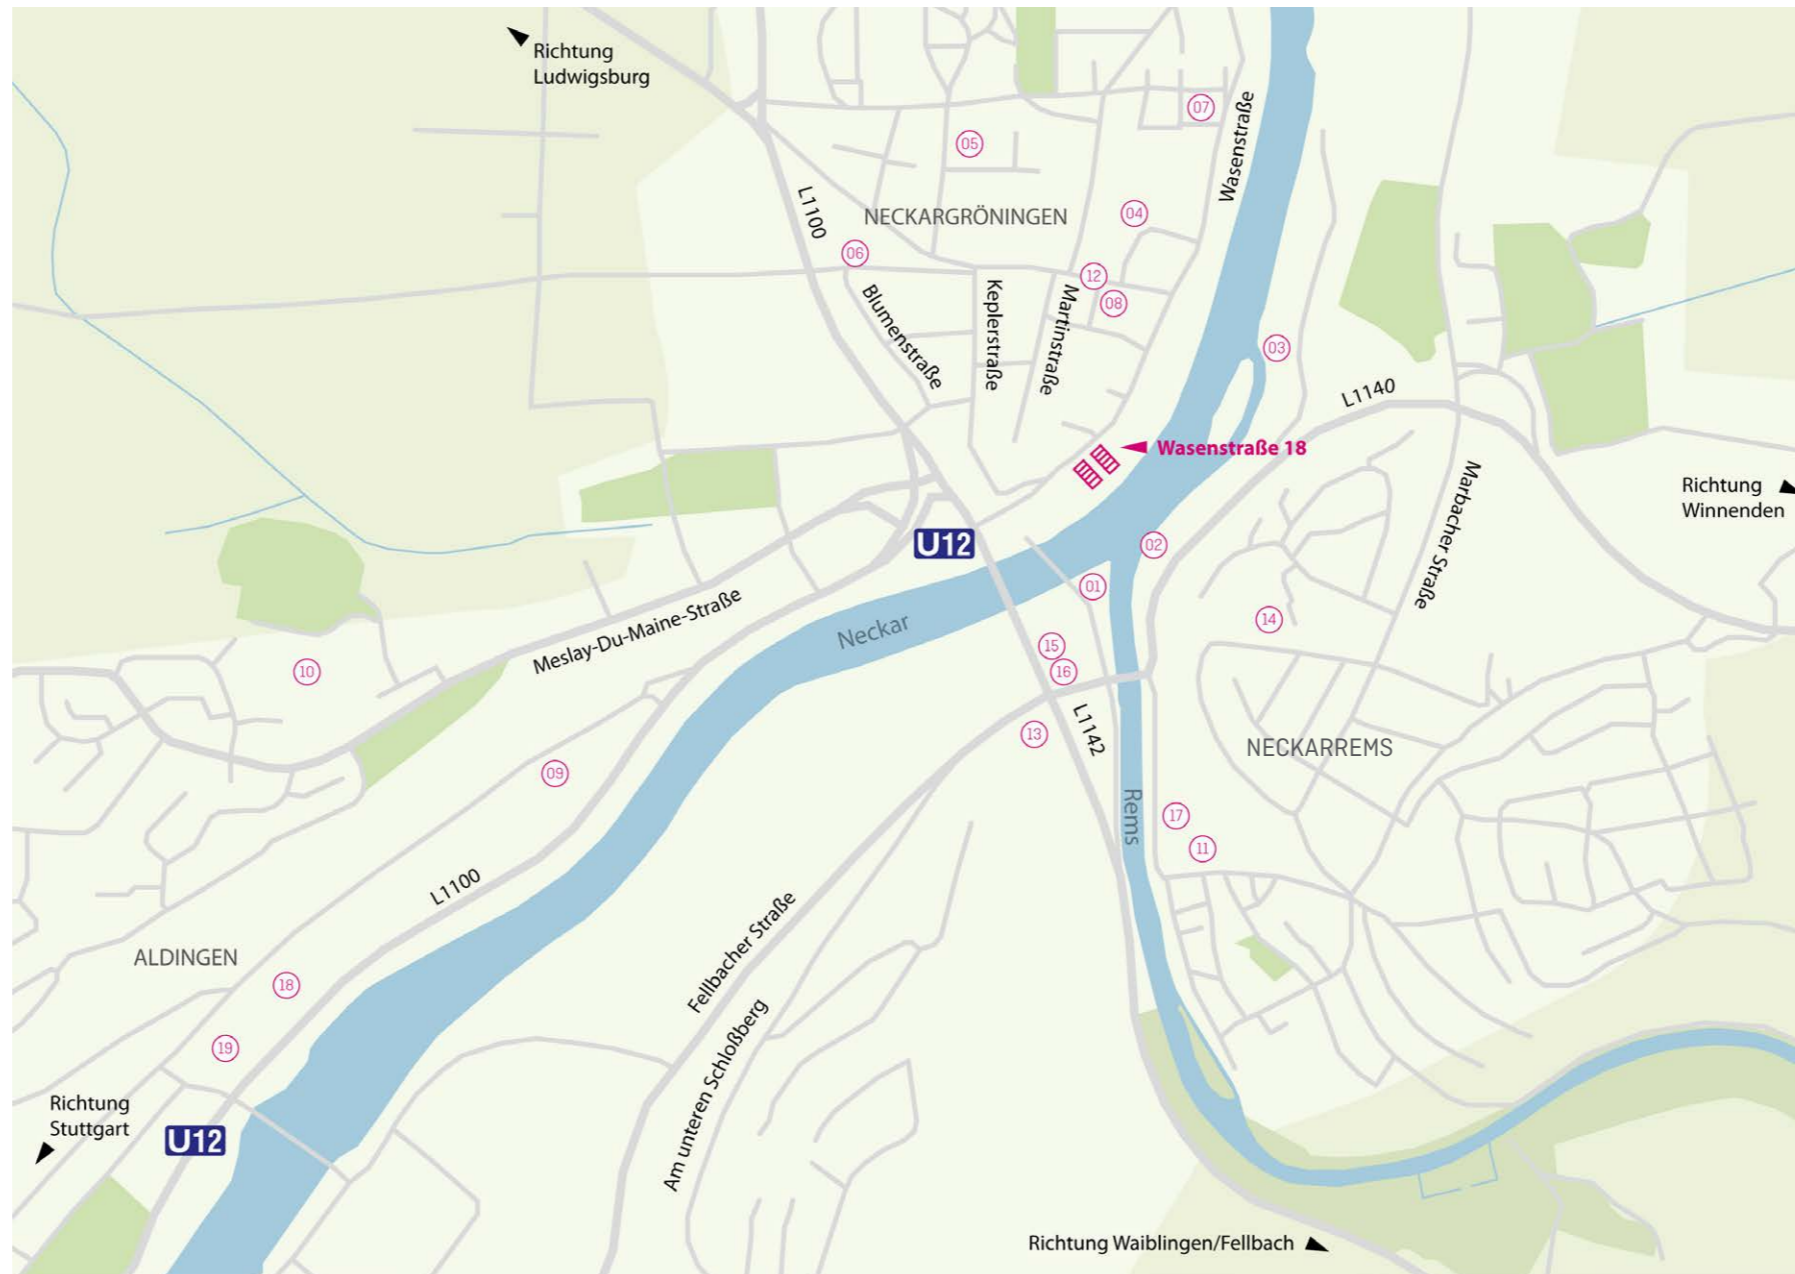 Richtung
Ludwigsburg
07
Wasenstraße
05
L1100
NECKARGRÖNINGEN
04
06
12
08
Blumenstraße
Keplerstraße
Martinstraße
03
L1140
Wasenstraße 18
Marbacher Straße
Richtung
Winnenden
U12
02
01
Meslay-Du-Maine-Straße
Neckar
14
15
16
10
L1142
13
NECKARREMS
09
Rems
17
11
L1100
Fellbacher Straße
ALDINGEN
18
Am unteren Schloßberg
19
Richtung
Stuttgart
U12
Richtung Waiblingen/Fellbach